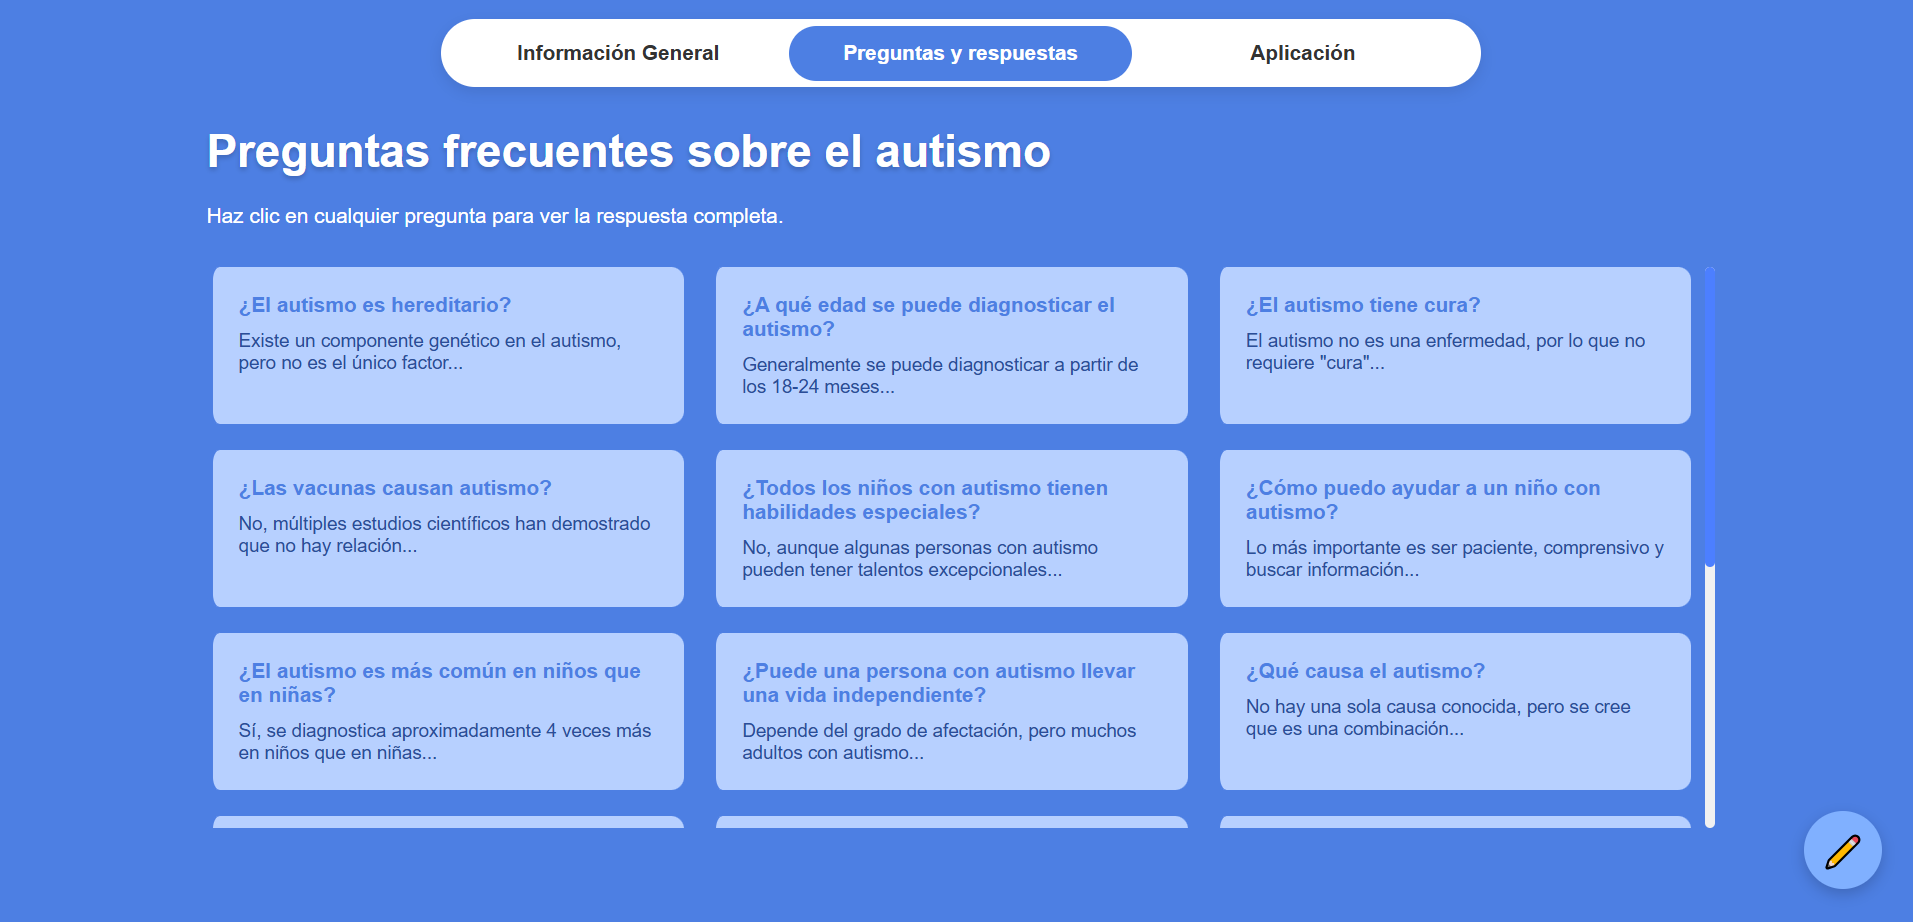 Información General
Preguntas y respuestas
Aplicación
Preguntas frecuentes sobre el autismo
Haz clic en cualquier pregunta para ver la respuesta completa.
¿El autismo es hereditario?
Existe un componente genético en el autismo,
pero no es el único factor...
¿A qué edad se puede diagnosticar el
autismo?
Generalmente se puede diagnosticar a partir de
los 18-24 meses...
¿El autismo tiene cura?
El autismo no es una enfermedad, por lo que no
requiere "cura"...
¿Las vacunas causan autismo?
No, múltiples estudios científicos han demostrado
que no hay relación...
¿Todos los niños con autismo tienen
habilidades especiales?
No, aunque algunas personas con autismo
pueden tener talentos excepcionales...
¿Cómo puedo ayudar a un niño con
autismo?
Lo más importante es ser paciente, comprensivo y
buscar información...
¿El autismo es más común en niños que
en niñas?
Sí, se diagnostica aproximadamente 4 veces más
en niños que en niñas...
¿Puede una persona con autismo llevar
una vida independiente?
Depende del grado de afectación, pero muchos
adultos con autismo...
¿Qué causa el autismo?
No hay una sola causa conocida, pero se cree
que es una combinación...